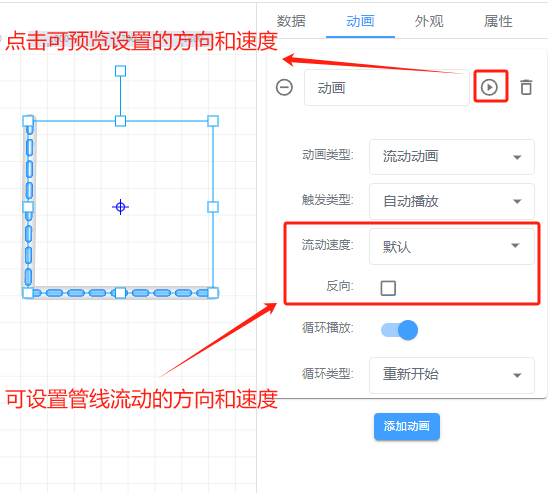 数据 动画 外观 属性
点击可预览设置的方向和速度
动画
动画类型: 流动动画
触发类型: 自动播放
流动速度: 默认
反向:
循环播放:
循环类型: 重新开始
可设置管线流动的方向和速度
添加动画